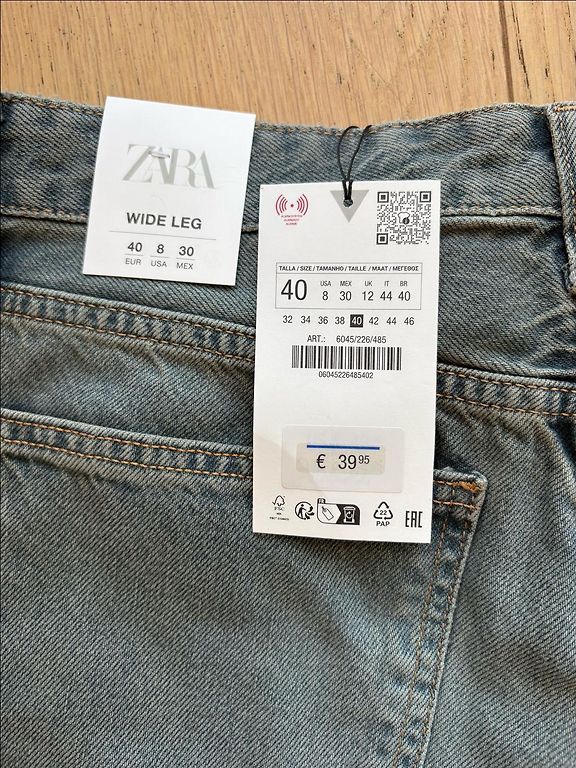 ZARA
WIDE LEG
40 8 30
EUR USA MEX
TALLA / SIZE / TAMANHO / TAILLE / MAAT / ΜΕΓΕΘΟΣ
USA MEX UK IT BR
40 8 30 12 44 40
32 34 36 38 40 42 44 46
ART.: 6045/226/485
06045226485402
€ 39 95
FSC
FR
22
PAP
EAC